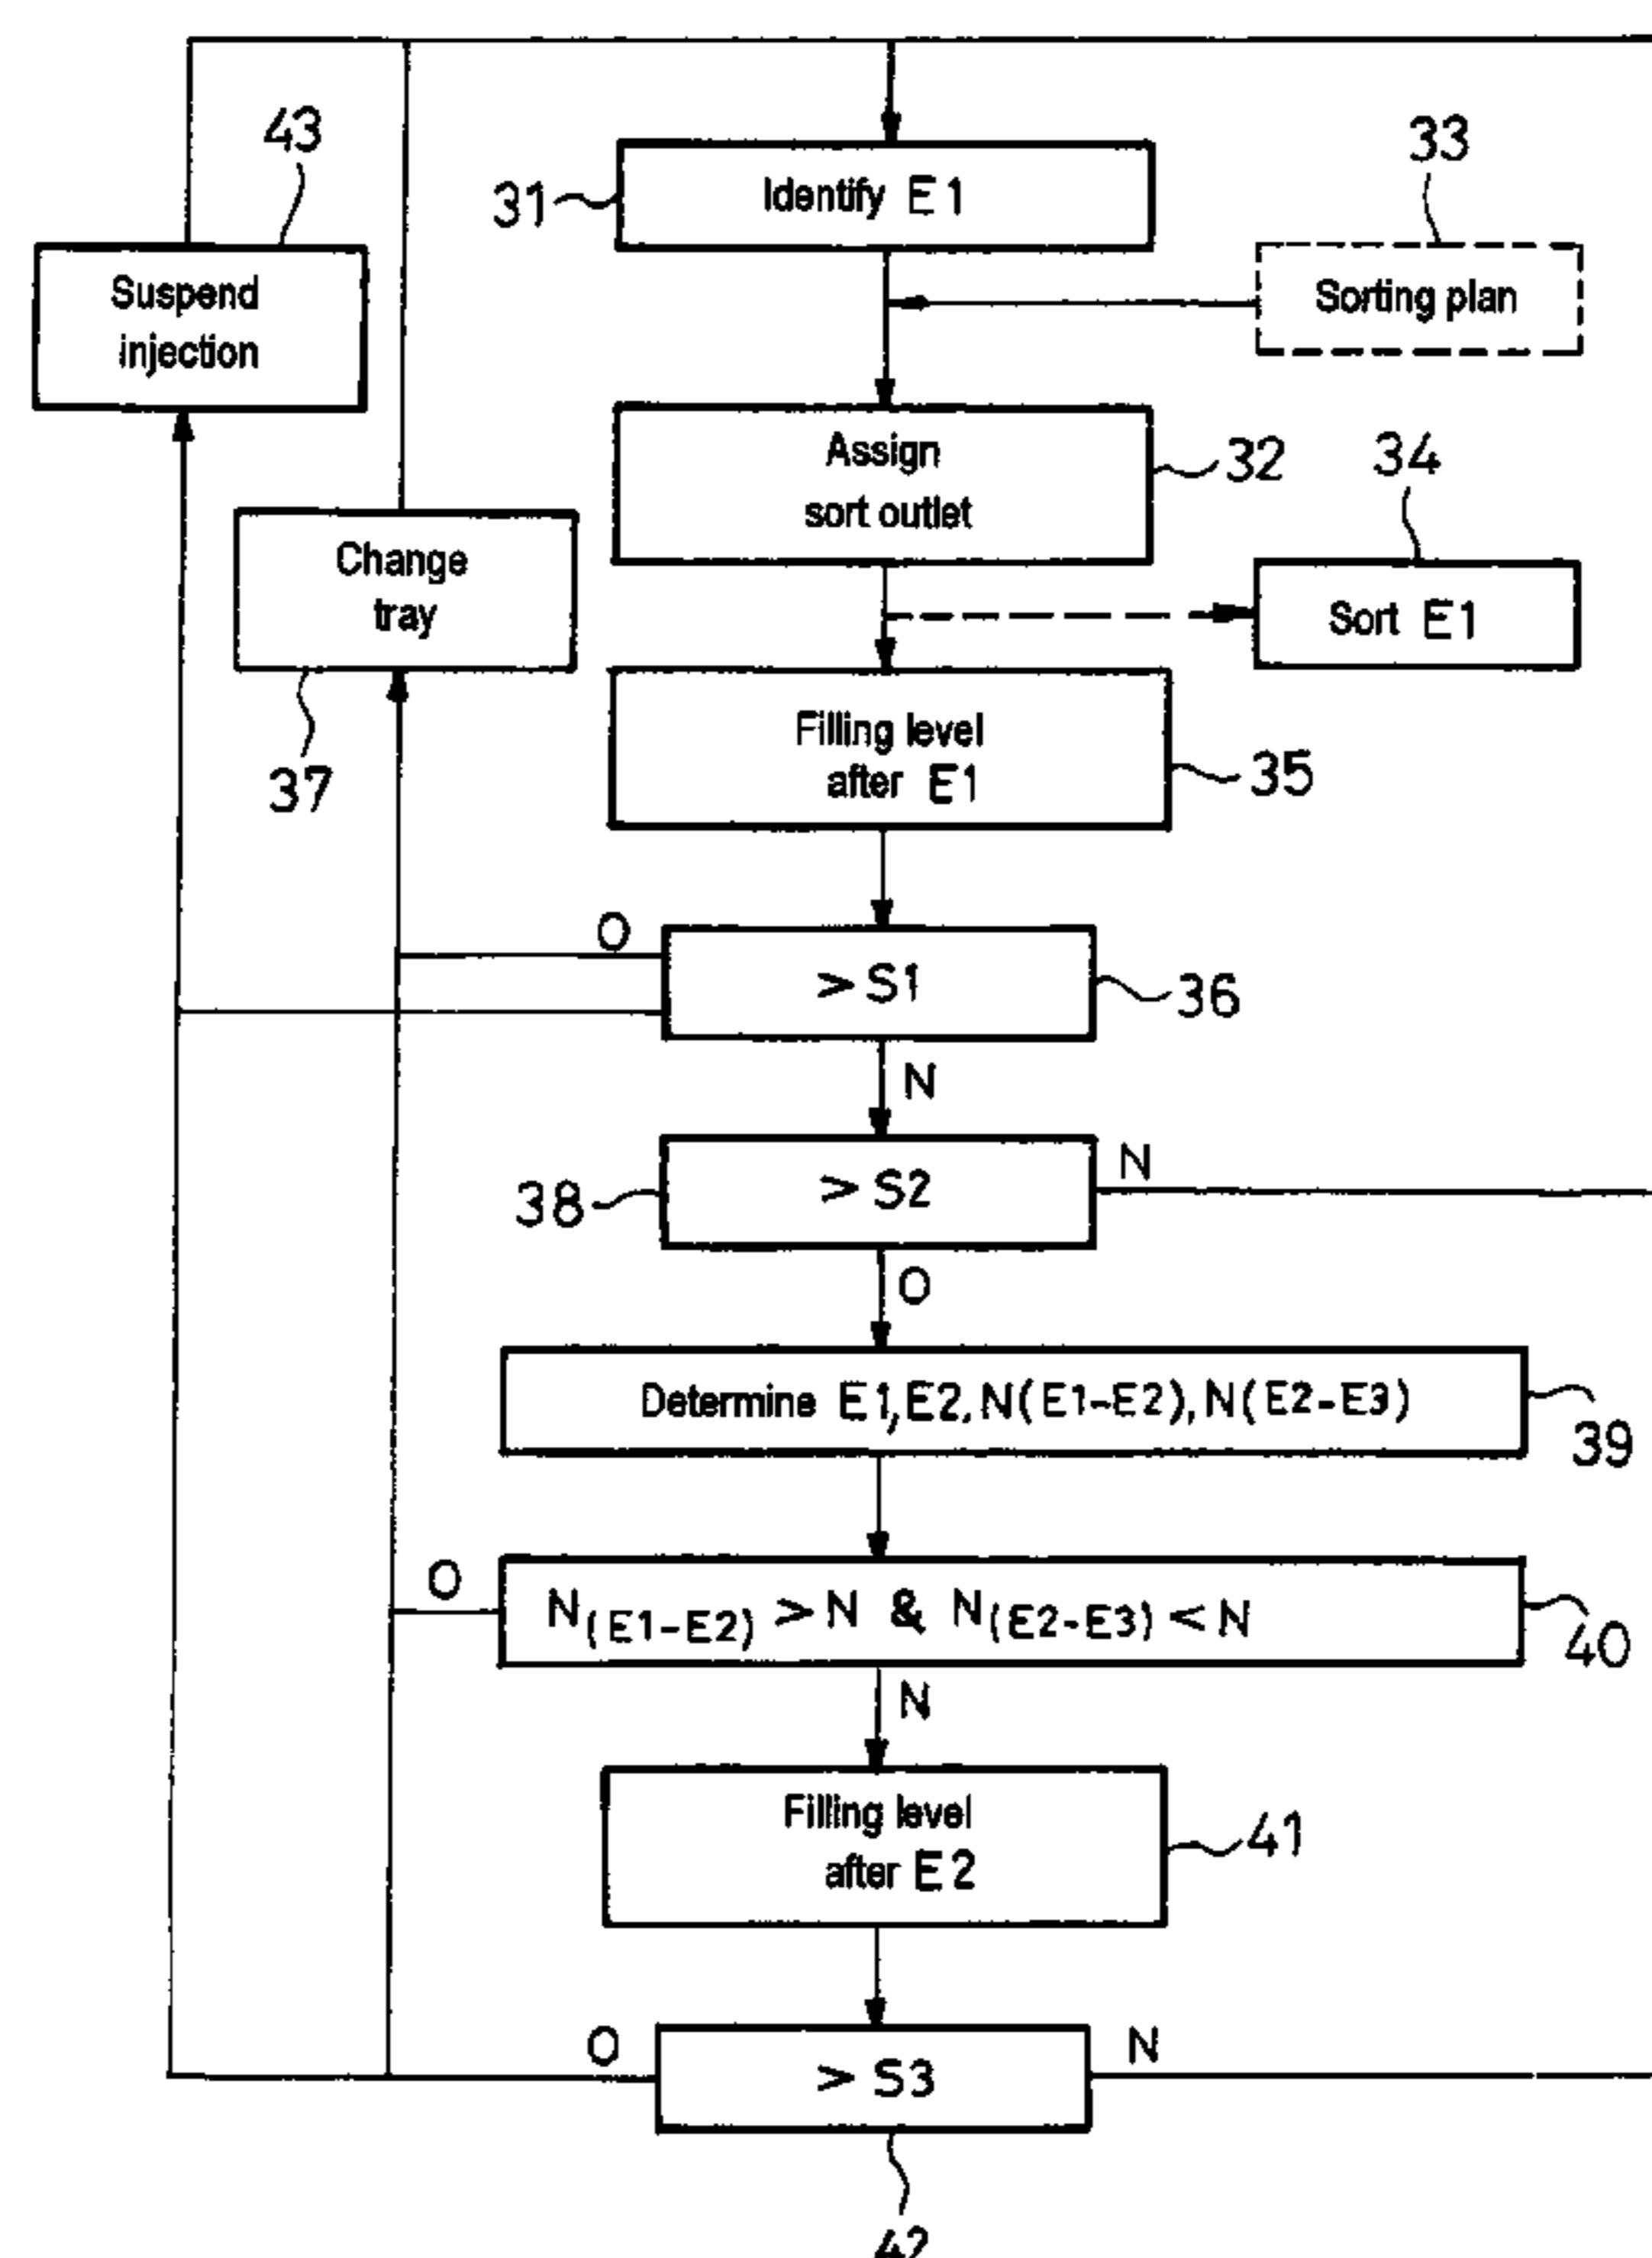 43
33
31
Identify E1
Suspend
injection
Sorting plan
Assign
sort outlet
32
34
Change
tray
Sort E1
37
Filling level
after E1
35
O
> S1
36
N
38
> S2
N
O
Determine E1,E2,N(E1-E2),N(E2-E3)
39
O
N(E1-E2) >N & N(E2-E3) <N
40
N
Filling level
after E2
41
O
> S3
N
42